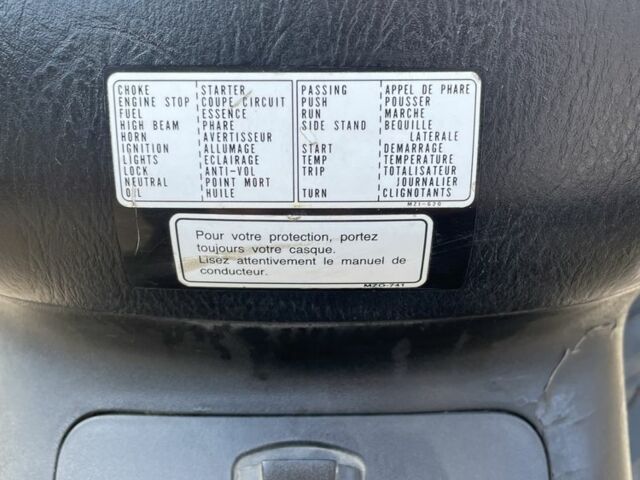 CHOKE STARTER
ENGINE STOP COUPE CIRCUIT
FUEL ESSENCE
HIGH BEAM PHARE
HORN AVERTISSEUR
IGNITION ALLUMAGE
LIGHTS ECLAIRAGE
LOCK ANTI-VOL
NEUTRAL POINT MORT
OIL HUILE
PASSING APPEL DE PHARE
PUSH POUSSER
RUN MARCHE
SIDE STAND BEQUILLE
LATERALE
START DEMARRAGE
TEMP TEMPERATURE
TRIP TOTALISATEUR
JOURNALIER
TURN CLIGNOTANTS
MZ1-620
Pour votre protection, portez
toujours votre casque.
Lisez attentivement le manuel de
conducteur.
MZO-741